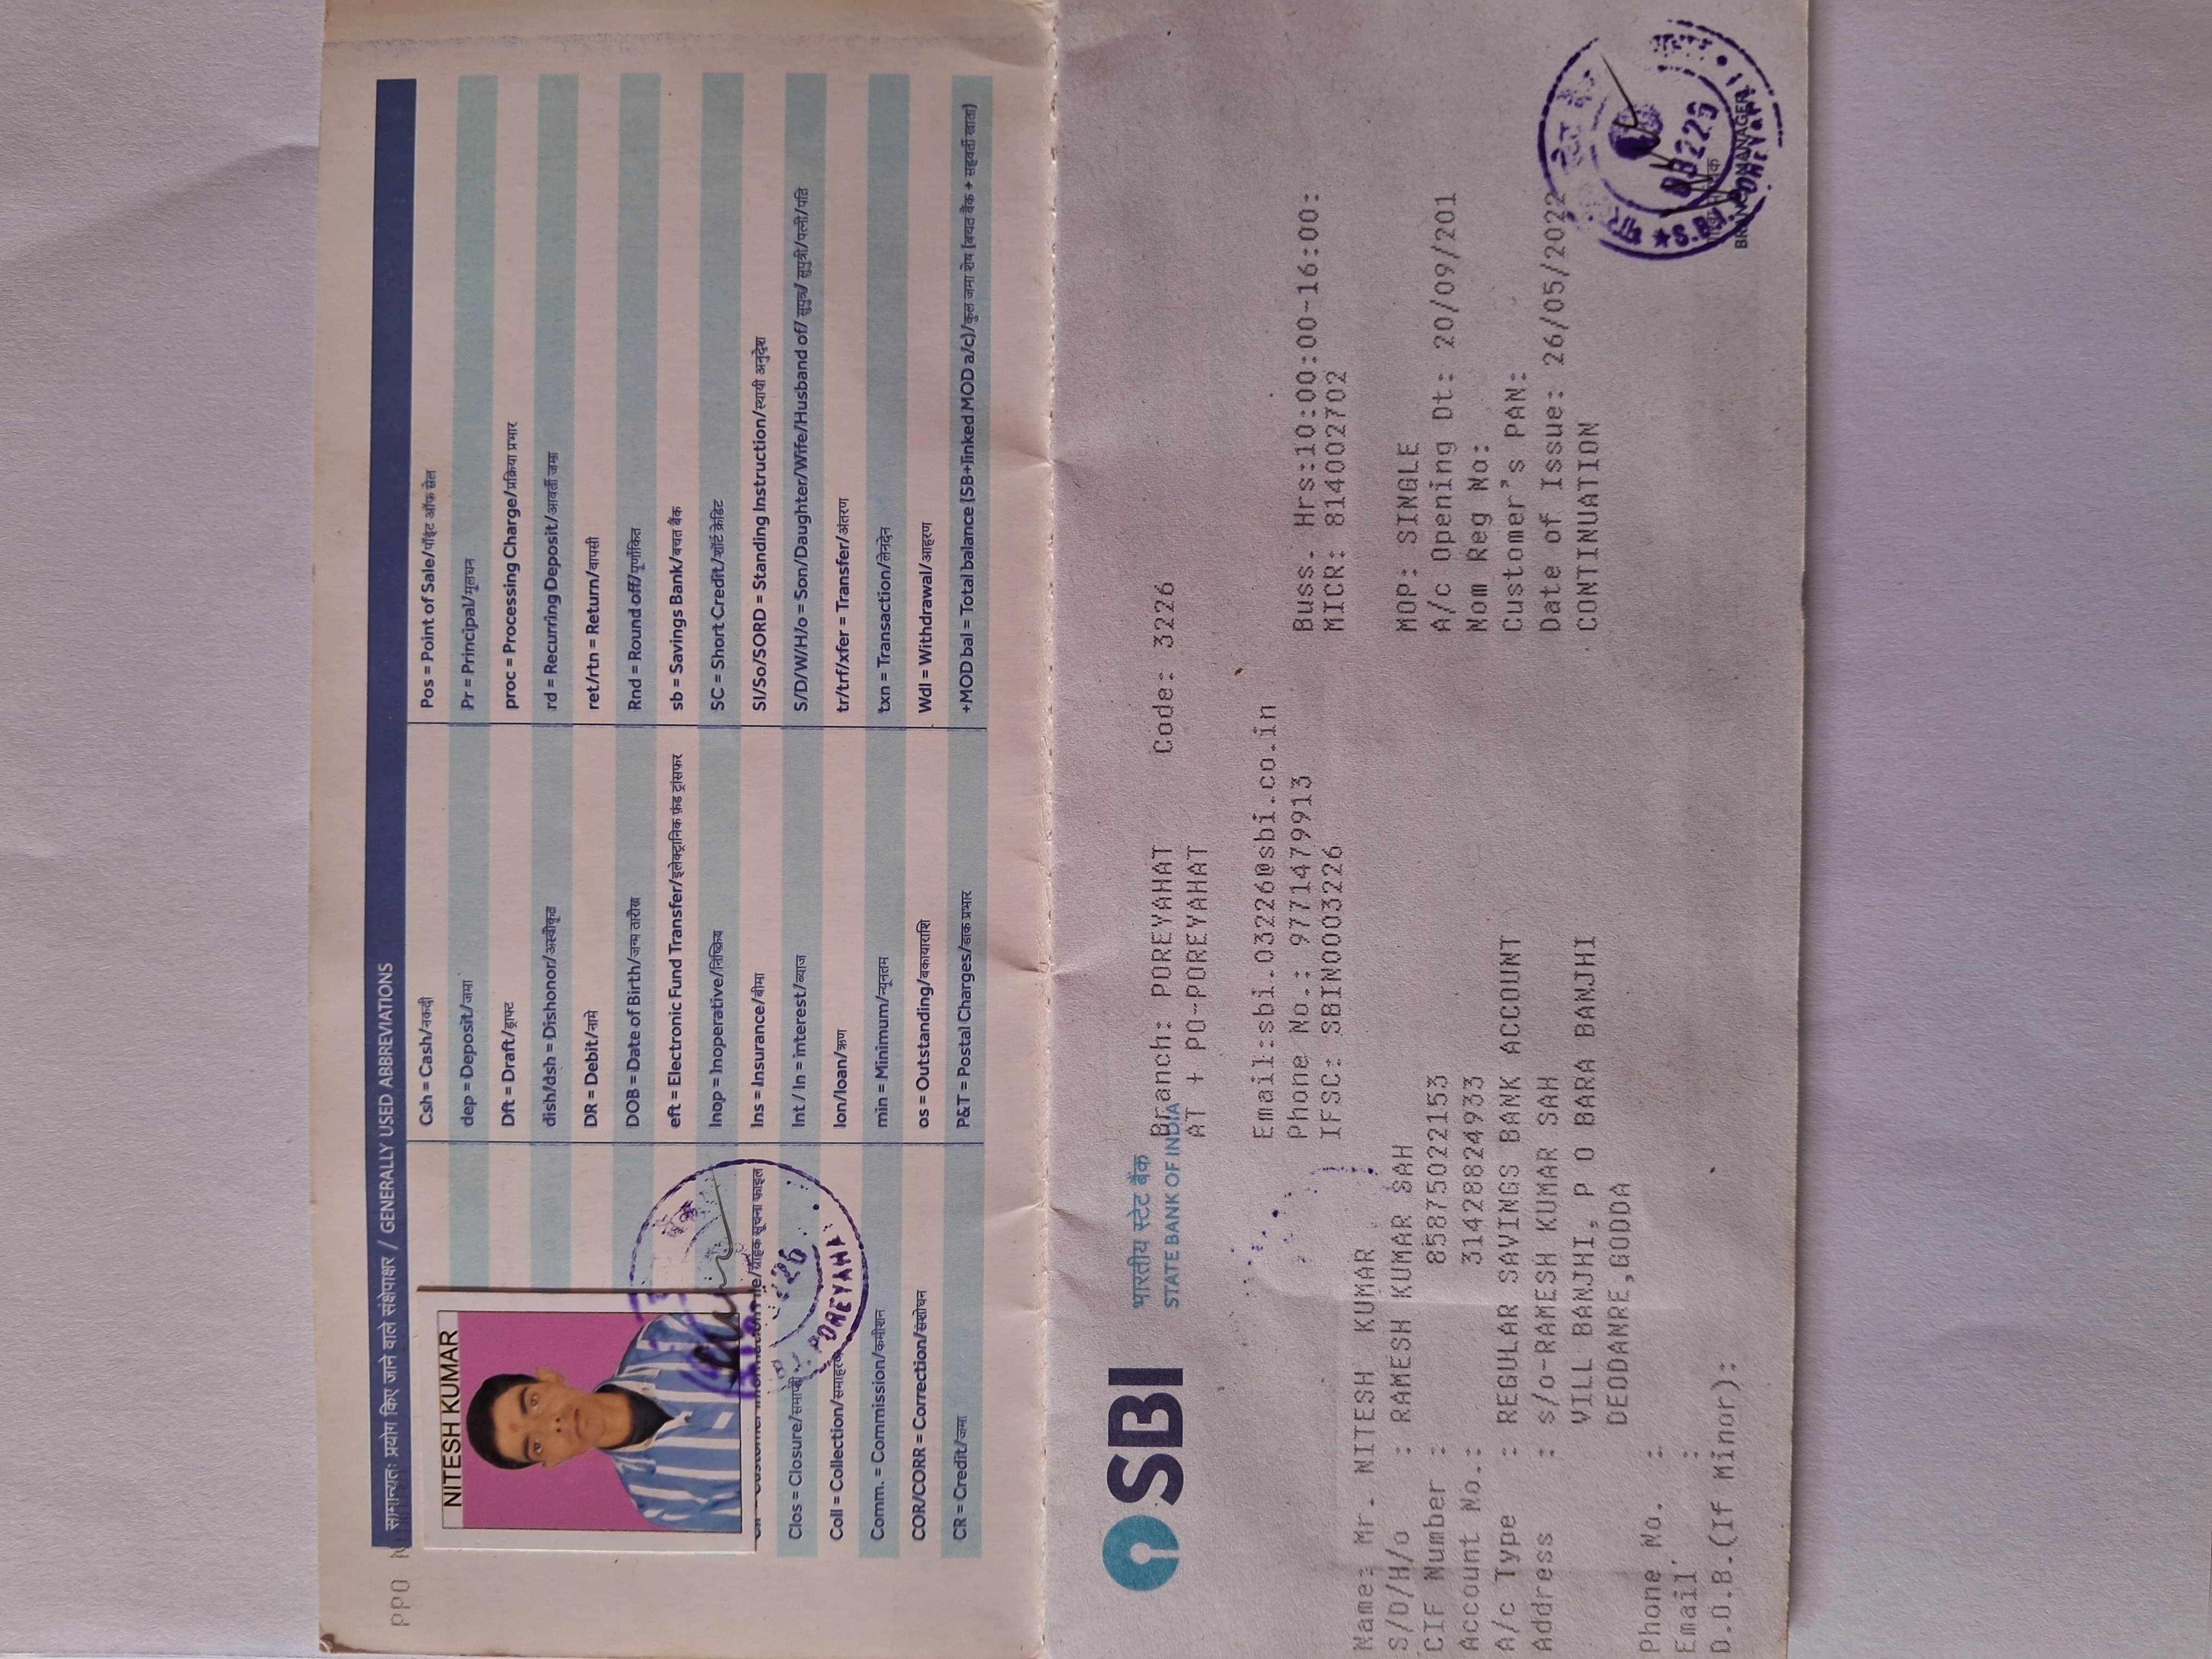 PPO
सामान्यतः प्रयोग किए जाने वाले संक्षेपाक्षर / GENERALLY USED ABBREVIATIONS
NITESH KUMAR
Clos = Closure/समाप्ती
Coll = Collection/समाहरण
Comm. = Commission/कमीशन
COR/CORR = Correction/संशोधन
CR = Credit/जमा
Csh = Cash/नकदी
dep = Deposit/जमा
Dft = Draft/ड्राफ्ट
dish/dsh = Dishonor/अस्वीकृत
DR = Debit/नामे
DOB = Date of Birth/जन्म तारीख
eft = Electronic Fund Transfer/इलेक्ट्रानिक फंड ट्रांसफर
Inop = Inoperative/निष्क्रिय
Ins = Insurance/बीमा
Int / In = interest/ब्याज
lon/loan/ऋण
min = Minimum/न्यूनतम
os = Outstanding/बकायाराशि
P&T = Postal Charges/डाक प्रभार
Pos = Point of Sale/पॉइंट ऑफ सेल
Pr = Principal/मूलधन
proc = Processing Charge/प्रक्रिया प्रभार
rd = Recurring Deposit/आवर्ती जमा
ret/rtn = Return/वापसी
Rnd = Round off/पूर्णांकित
sb = Savings Bank/बचत बैंक
SC = Short Credit/शॉर्ट क्रेडिट
SI/So/SORD = Standing Instruction/स्थायी अनुदेश
S/D/W/H/o = Son/Daughter/Wife/Husband of/ सुपुत्र/ सुपुत्री/पत्नी/पति
tr/trf/xfer = Transfer/अंतरण
txn = Transaction/लेनदेन
Wdl = Withdrawal/आहरण
+MOD bal = Total balance (SB+linked MOD a/c)/कुल जमा शेष (बचत बैंक + सहवर्ती खाता)
SBI
भारतीय स्टेट बैंक
STATE BANK OF INDIA
Branch: POREYAHAT Code: 3226
AT + PO-POREYAHAT
Email:sbi.03226@sbi.co.in
Phone No.: 9771479913 Buss. Hrs:10:00:00-16:00:
IFSC: SBIN0003226 MICR: 814002702
Name: Mr. NITESH KUMAR
S/D/H/o : RAMESH KUMAR SAH MOP: SINGLE
CIF Number : 85875022153 A/c Opening Dt: 20/09/201
Account No.: 31428824933 Nom Reg No:
A/c Type : REGULAR SAVINGS BANK ACCOUNT Customer's PAN:
Address : s/o-RAMESH KUMAR SAH Date of Issue: 26/05/2022
VILL BANJHI, P O BARA BANJHI CONTINUATION
DEODANRE,GODDA
Phone No. :
Email :
D.O.B.(If Minor):
BRANCH MANAGER